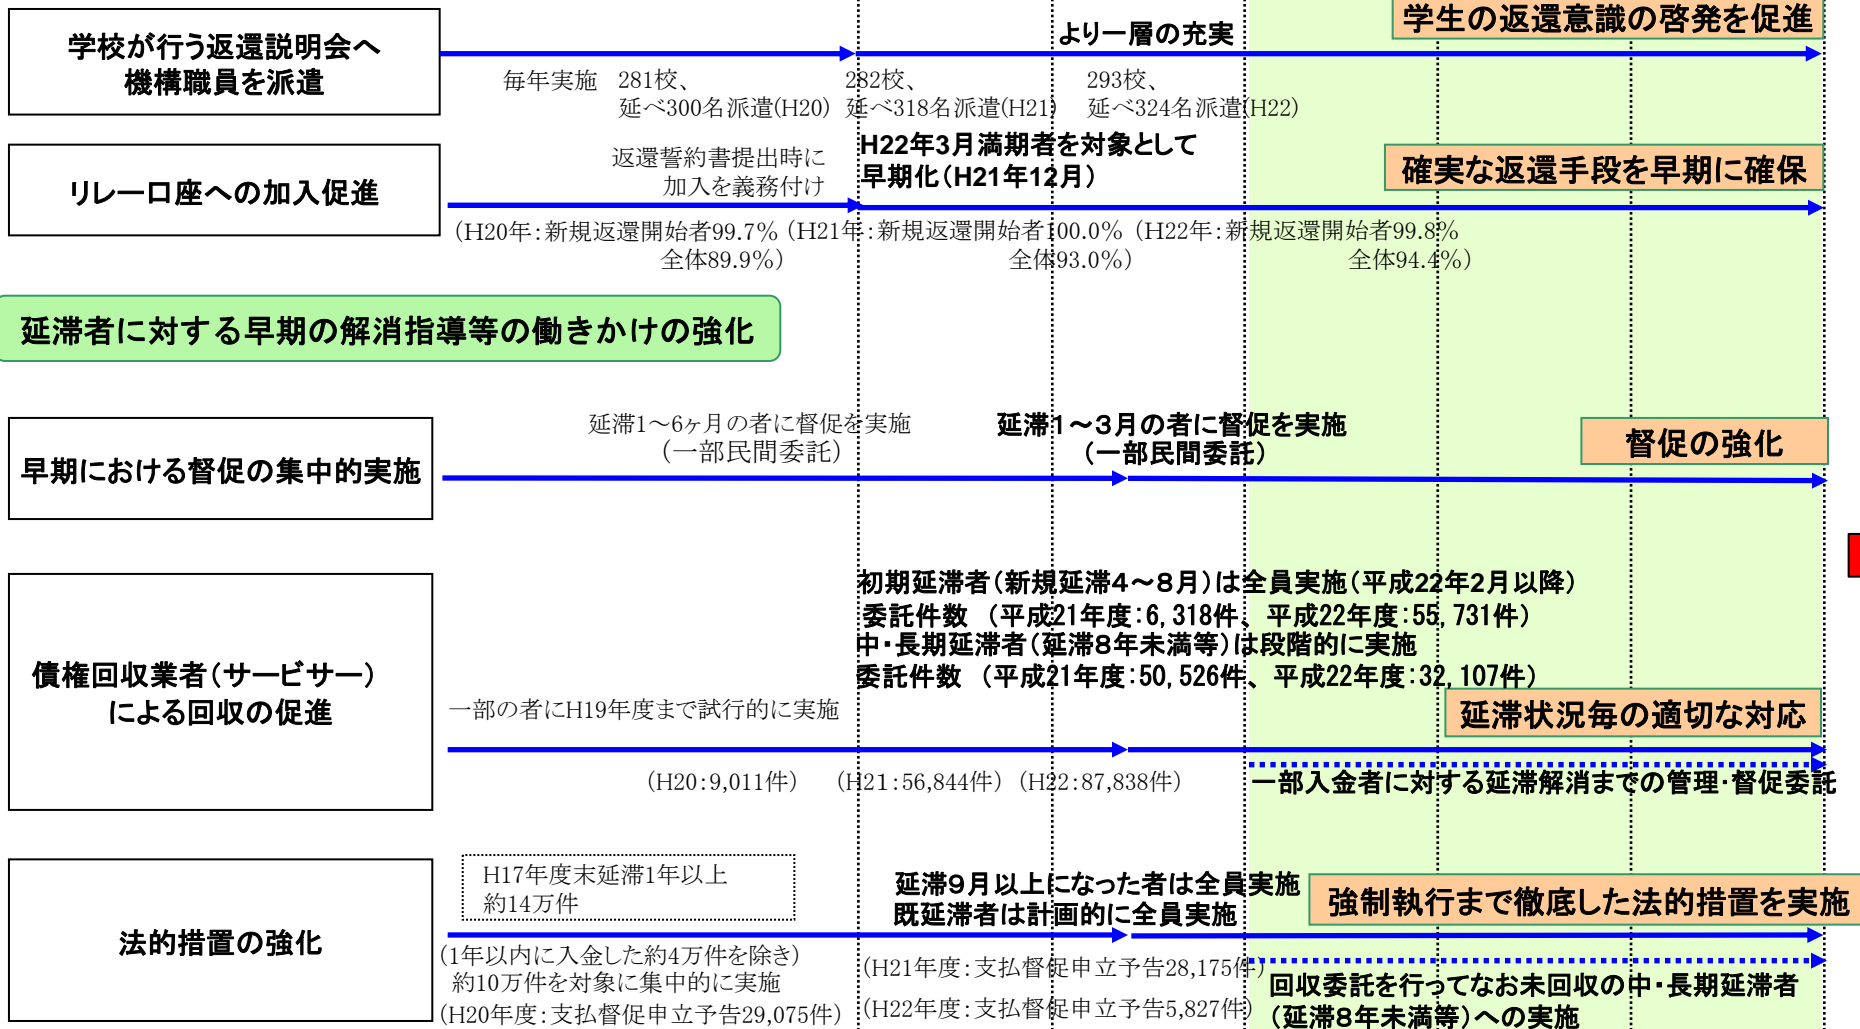 学校が行う返還説明会へ
機構職員を派遣
より一層の充実
学生の返還意識の啓発を促進
毎年実施 281校、
延べ300名派遣(H20)
282校、
延べ318名派遣(H21)
293校、
延べ324名派遣(H22)
リレー口座への加入促進
返還誓約書提出時に
加入を義務付け
H22年3月満期者を対象として
早期化(H21年12月)
確実な返還手段を早期に確保
(H20年:新規返還開始者99.7%
全体89.9%)
(H21年:新規返還開始者100.0%
全体93.0%)
(H22年:新規返還開始者99.8%
全体94.4%)
延滞者に対する早期の解消指導等の働きかけの強化
早期における督促の集中的実施
延滞1~6ヶ月の者に督促を実施
(一部民間委託)
延滞1~3月の者に督促を実施
(一部民間委託)
督促の強化
債権回収業者(サービサー)
による回収の促進
一部の者にH19年度まで試行的に実施
初期延滞者(新規延滞4~8月)は全員実施(平成22年2月以降)
委託件数 (平成21年度:6,318件、平成22年度:55,731件)
中・長期延滞者(延滞8年未満等)は段階的に実施
委託件数 (平成21年度:50,526件、平成22年度:32,107件)
延滞状況毎の適切な対応
(H20:9,011件) (H21:56,844件) (H22:87,838件)
一部入金者に対する延滞解消までの管理・督促委託
法的措置の強化
H17年度末延滞1年以上
約14万件
(1年以内に入金した約4万件を除き)
約10万件を対象に集中的に実施
(H20年度:支払督促申立予告29,075件)
延滞9月以上になった者は全員実施
既延滞者は計画的に全員実施
強制執行まで徹底した法的措置を実施
(H21年度:支払督促申立予告28,175件)
(H22年度:支払督促申立予告5,827件)
回収委託を行ってなお未回収の中・長期延滞者
(延滞8年未満等)への実施